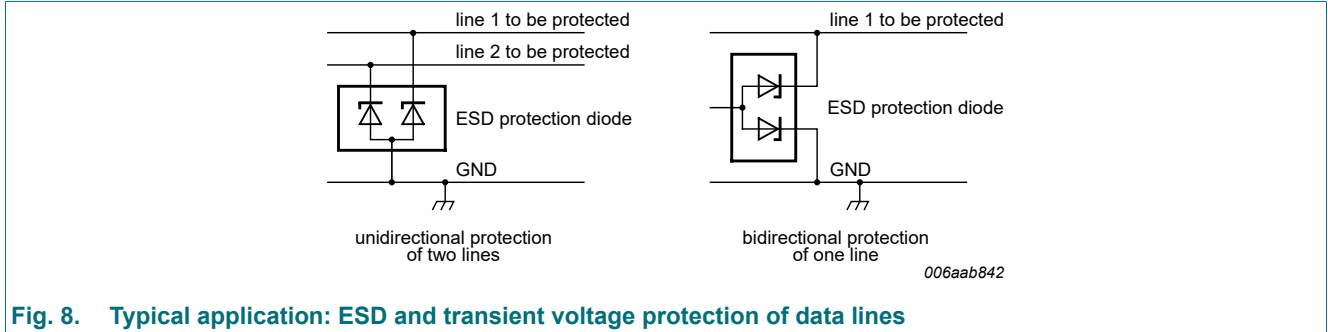 line 1 to be protected
line 2 to be protected
ESD protection diode
GND
unidirectional protection
of two lines
line 1 to be protected
ESD protection diode
GND
bidirectional protection
of one line
006aab842
Fig. 8. Typical application: ESD and transient voltage protection of data lines